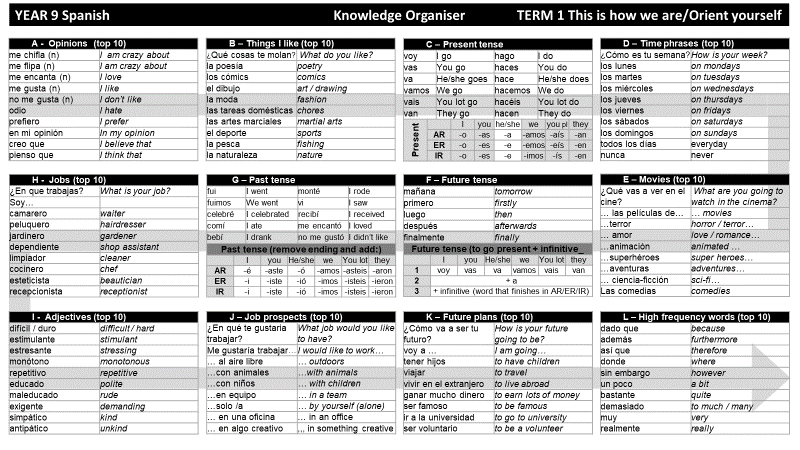 YEAR 9 Spanish Knowledge Organiser TERM 1 This is how we are/Orient yourself
A - Opinions (top 10)
me chifla (n) I am crazy about
me flipa (n) I am crazy about
me encanta (n) I love
me gusta (n) I like
no me gusta (n) I don't like
odio I hate
prefiero I prefer
en mi opinión In my opinion
creo que I believe that
pienso que I think that
B – Things I like (top 10)
¿Qué cosas te molan? What do you like?
la poesía poetry
los cómics comics
el dibujo art / drawing
la moda fashion
las tareas domésticas chores
las artes marciales martial arts
el deporte sports
la pesca fishing
la naturaleza nature
C – Present tense
voy I go hago I do
vas You go haces You do
va He/she goes hace He/she does
vamos We go hacemos We do
vais You lot go hacéis You lot do
van They go hacen They do
Present
I you he/she we you pl they
AR -o -as -a -amos -aís -an
ER -o -es -e -emos -eís -en
IR -o -es -e -imos -ís -en
D – Time phrases (top 10)
¿Cómo es tu semana? How is your week?
los lunes on mondays
los martes on tuesdays
los miércoles on wednesdays
los jueves on thursdays
los viernes on fridays
los sábados on saturdays
los domingos on sundays
todos los días everyday
nunca never
H - Jobs (top 10)
¿En que trabajas? What is your job?
Soy…
camarero waiter
peluquero hairdresser
jardinero gardener
dependiente shop assistant
limpiador cleaner
cocinero chef
esteticista beautician
recepcionista receptionist
G – Past tense
fui I went monté I rode
fuimos We went vi I saw
celebré I celebrated recibí I received
comí I ate me encantó I loved
bebí I drank no me gustó I didn't like
Past tense (remove ending and add:)
I you He/she we You lot they
AR -é -aste -ó -amos -asteis -aron
ER -i -iste -ió -imos -isteis -ieron
IR -i -iste -ió -imos -isteis -ieron
F – Future tense
mañana tomorrow
primero firstly
luego then
después afterwards
finalmente finally
Future tense (to go present + infinitive_
I you He/she we You lot they
1 voy vas va vamos vais van
2 + a
3 + infinitive (word that finishes in AR/ER/IR)
E – Movies (top 10)
¿Qué vas a ver en el cine? What are you going to watch in the cinema?
... las películas de… ... movies
... terror… ... horror…
... amor love / romance…
…animación animated ...
…superhéroes super heroes…
…aventuras adventures…
... ciencia-ficción sci-fi…
Las comedias comedies
I - Adjectives (top 10)
difícil / duro difficult / hard
estimulante stimulant
estresante stressing
monótono monotonous
repetitivo repetitive
educado polite
maleducado rude
exigente demanding
simpático kind
antipático unkind
J – Job prospects (top 10)
¿En qué te gustaria trabajar? What job would you like to have?
Me gustaria trabajar… I would like to work…
... al aire libre ... outdoors
…con animales …with animals
…con niños … with children
…en equipo … in a team
…solo /a … by yourself (alone)
... en una oficina ... in an office
... en algo creativo ... in something creative
K – Future plans (top 10)
¿Cómo va a ser tu futuro? How is your future going to be?
voy a … I am going…
tener hijos to have children
viajar to travel
vivir en el extranjero to live abroad
ganar mucho dinero to earn lots of money
ser famoso to be famous
ir a la universidad to go to university
ser voluntario to be a volunteer
L – High frequency words (top 10)
dado que because
además furthermore
así que therefore
donde where
sin embargo however
un poco a bit
bastante quite
demasiado to much / many
muy very
realmente really